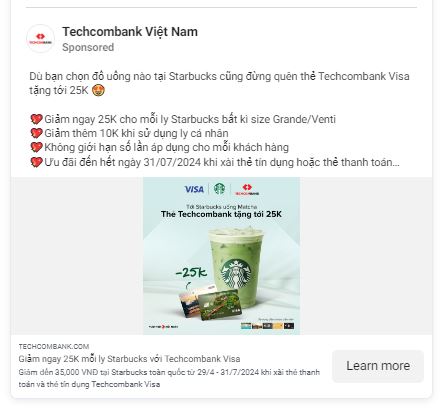 Techcombank Việt Nam
Sponsored
Dù bạn chọn đồ uống nào tại Starbucks cũng đừng quên thẻ Techcombank Visa
tặng tới 25K 🤩
💝Giảm ngay 25K cho mỗi ly Starbucks bất kì size Grande/Venti
💝Giảm thêm 10K khi sử dụng ly cá nhân
💝Không giới hạn số lần áp dụng cho mỗi khách hàng
💝Ưu đãi đến hết ngày 31/07/2024 khi xài thẻ tín dụng hoặc thẻ thanh toán...
VISA
TECHCOMBANK
Tới Starbucks uống Matcha
Thẻ Techcombank tặng tới 25K
-25K
TECHCOMBANK.COM
Giảm ngay 25K mỗi ly Starbucks với Techcombank Visa
Giảm đến 35,000 VNĐ tại Starbucks toàn quốc từ 29/4 - 31/7/2024 khi xài thẻ thanh
toán và thẻ tín dụng Techcombank Visa
Learn more